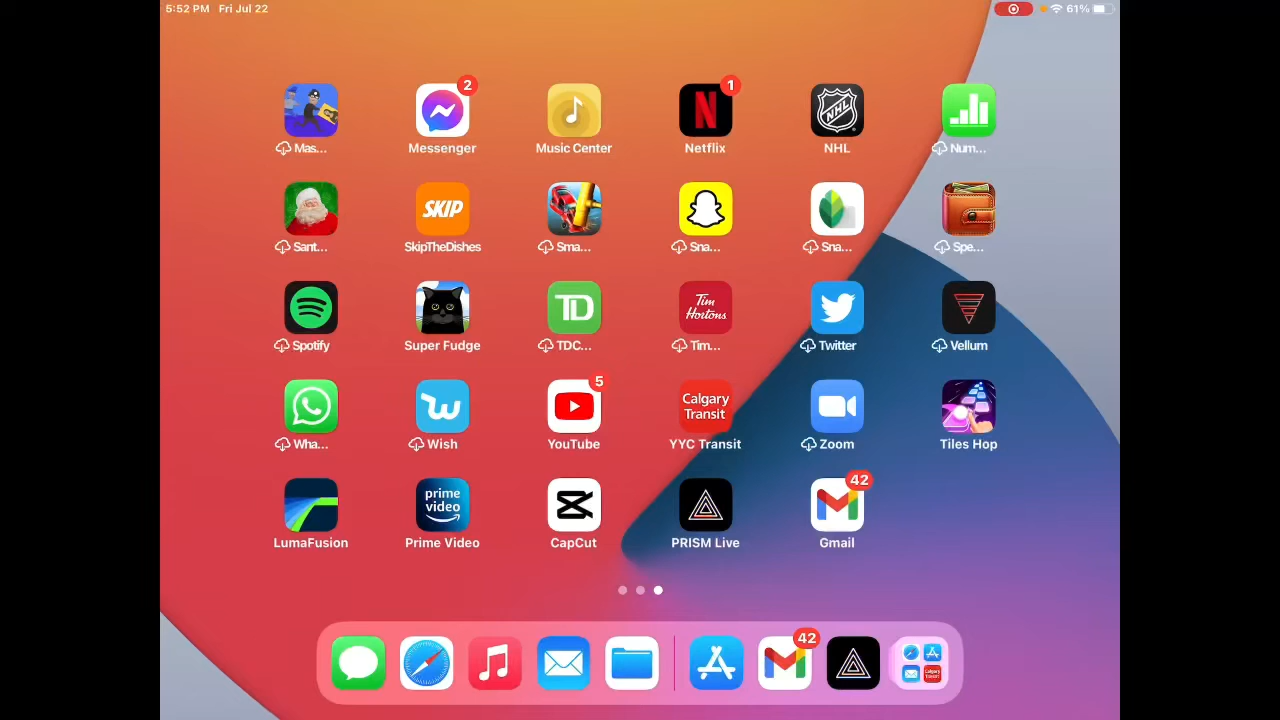 5:52 PM Fri Jul 22
61%
2
1
Mas...
Messenger
Music Center
Netflix
NHL
Num...
SKIP
Sant...
SkipTheDishes
Sma...
Sna...
Sna...
Spe...
TD
Tim Hortons
Spotify
Super Fudge
TDC...
Tim...
Twitter
Vellum
5
Calgary
Transit
Wha...
Wish
YouTube
YYC Transit
Zoom
Tiles Hop
42
prime
video
LumaFusion
Prime Video
CapCut
PRISM Live
Gmail
42